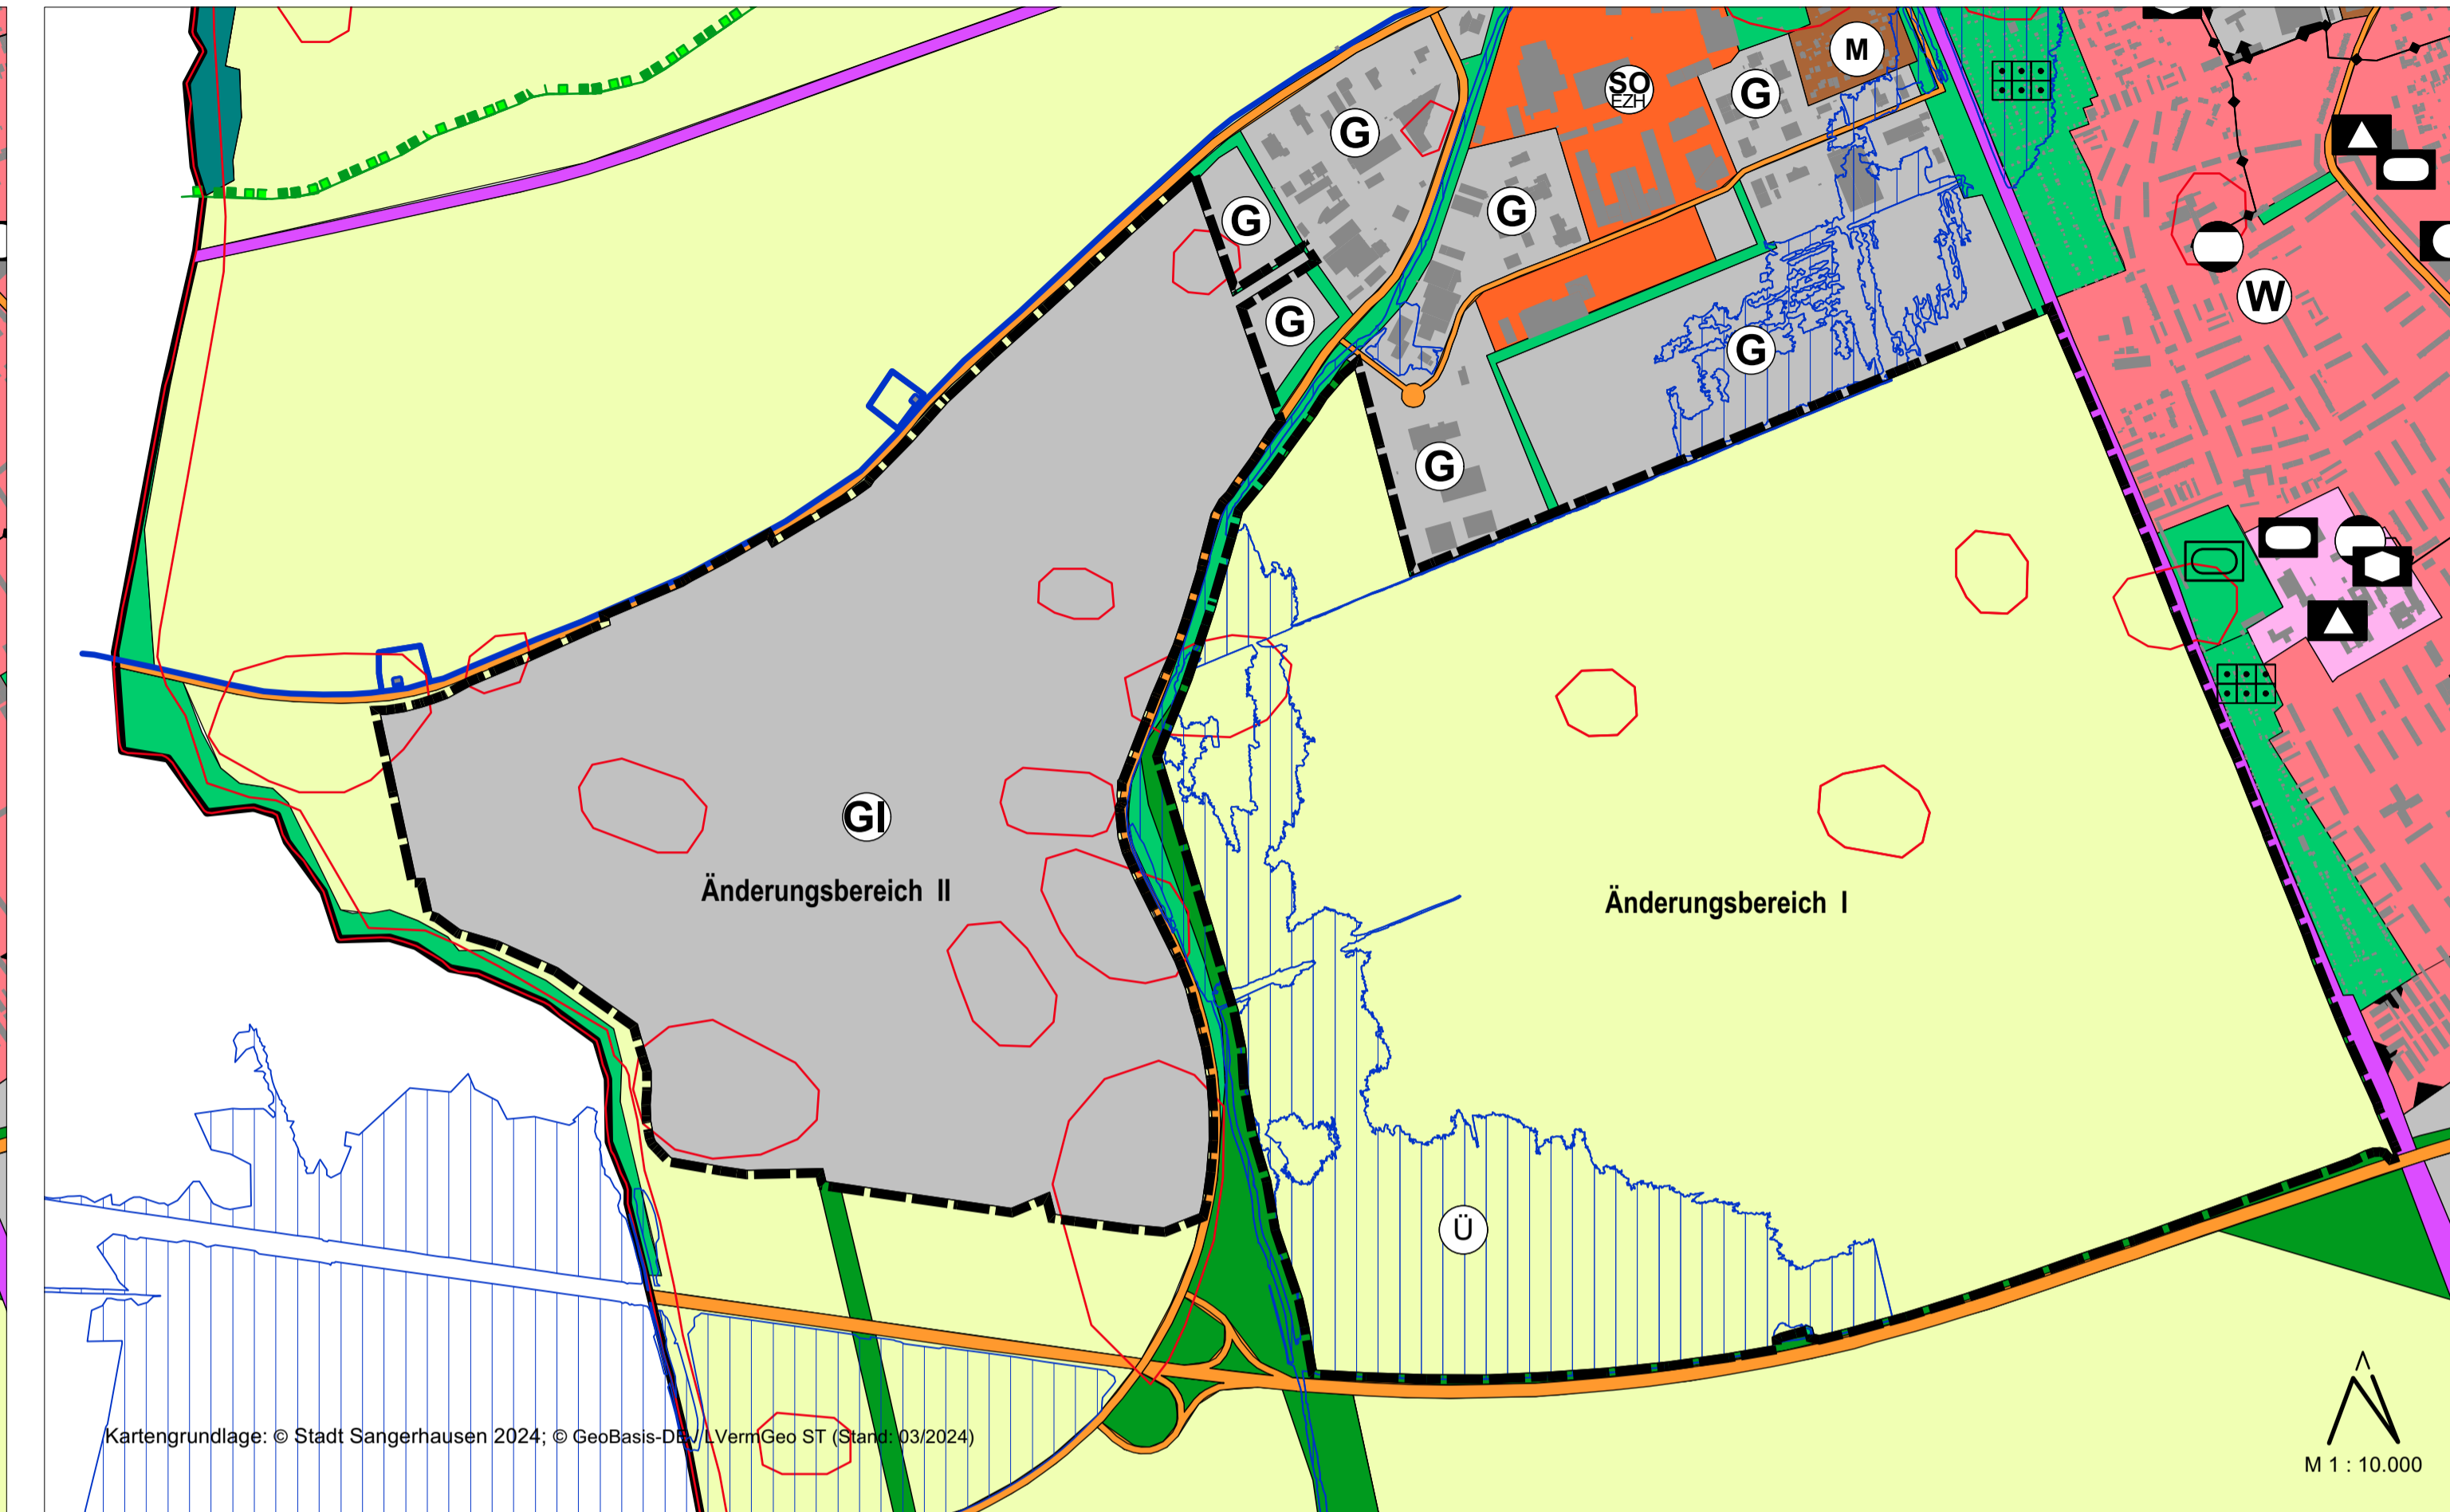 M
SO
EZH
G
G
G
G
W
G
G
G
GI
Änderungsbereich II
Änderungsbereich I
Ü
Kartengrundlage: © Stadt Sangerhausen 2024; © GeoBasis-DE / LVermGeo ST (Stand: 03/2024)
M 1 : 10.000